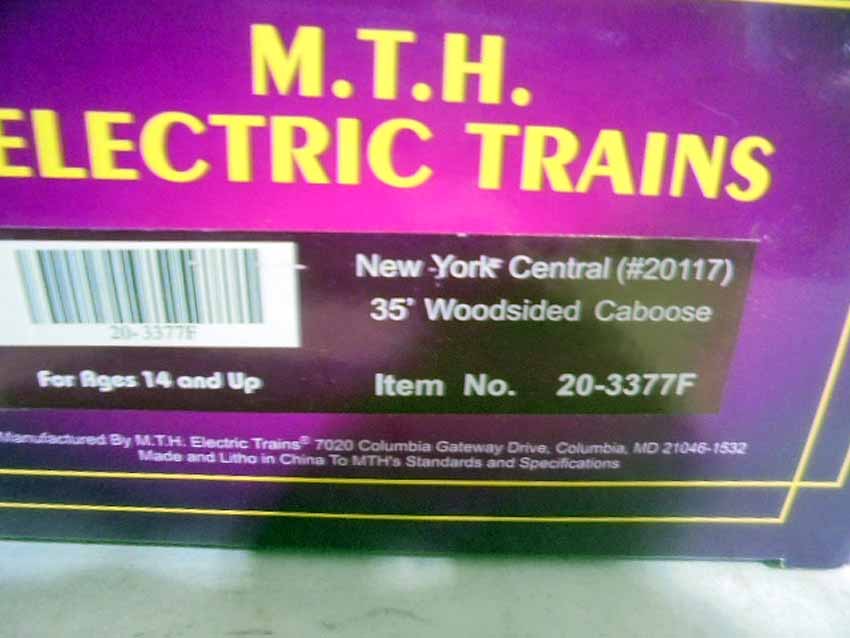 M.T.H.
ELECTRIC TRAINS
New York Central (#20117)
35' Woodsided Caboose
20-3377F
For Ages 14 and Up
Item No. 20-3377F
Manufactured By M.T.H. Electric Trains® 7020 Columbia Gateway Drive, Columbia, MD 21046-1532
Made and Litho in China To MTH's Standards and Specifications